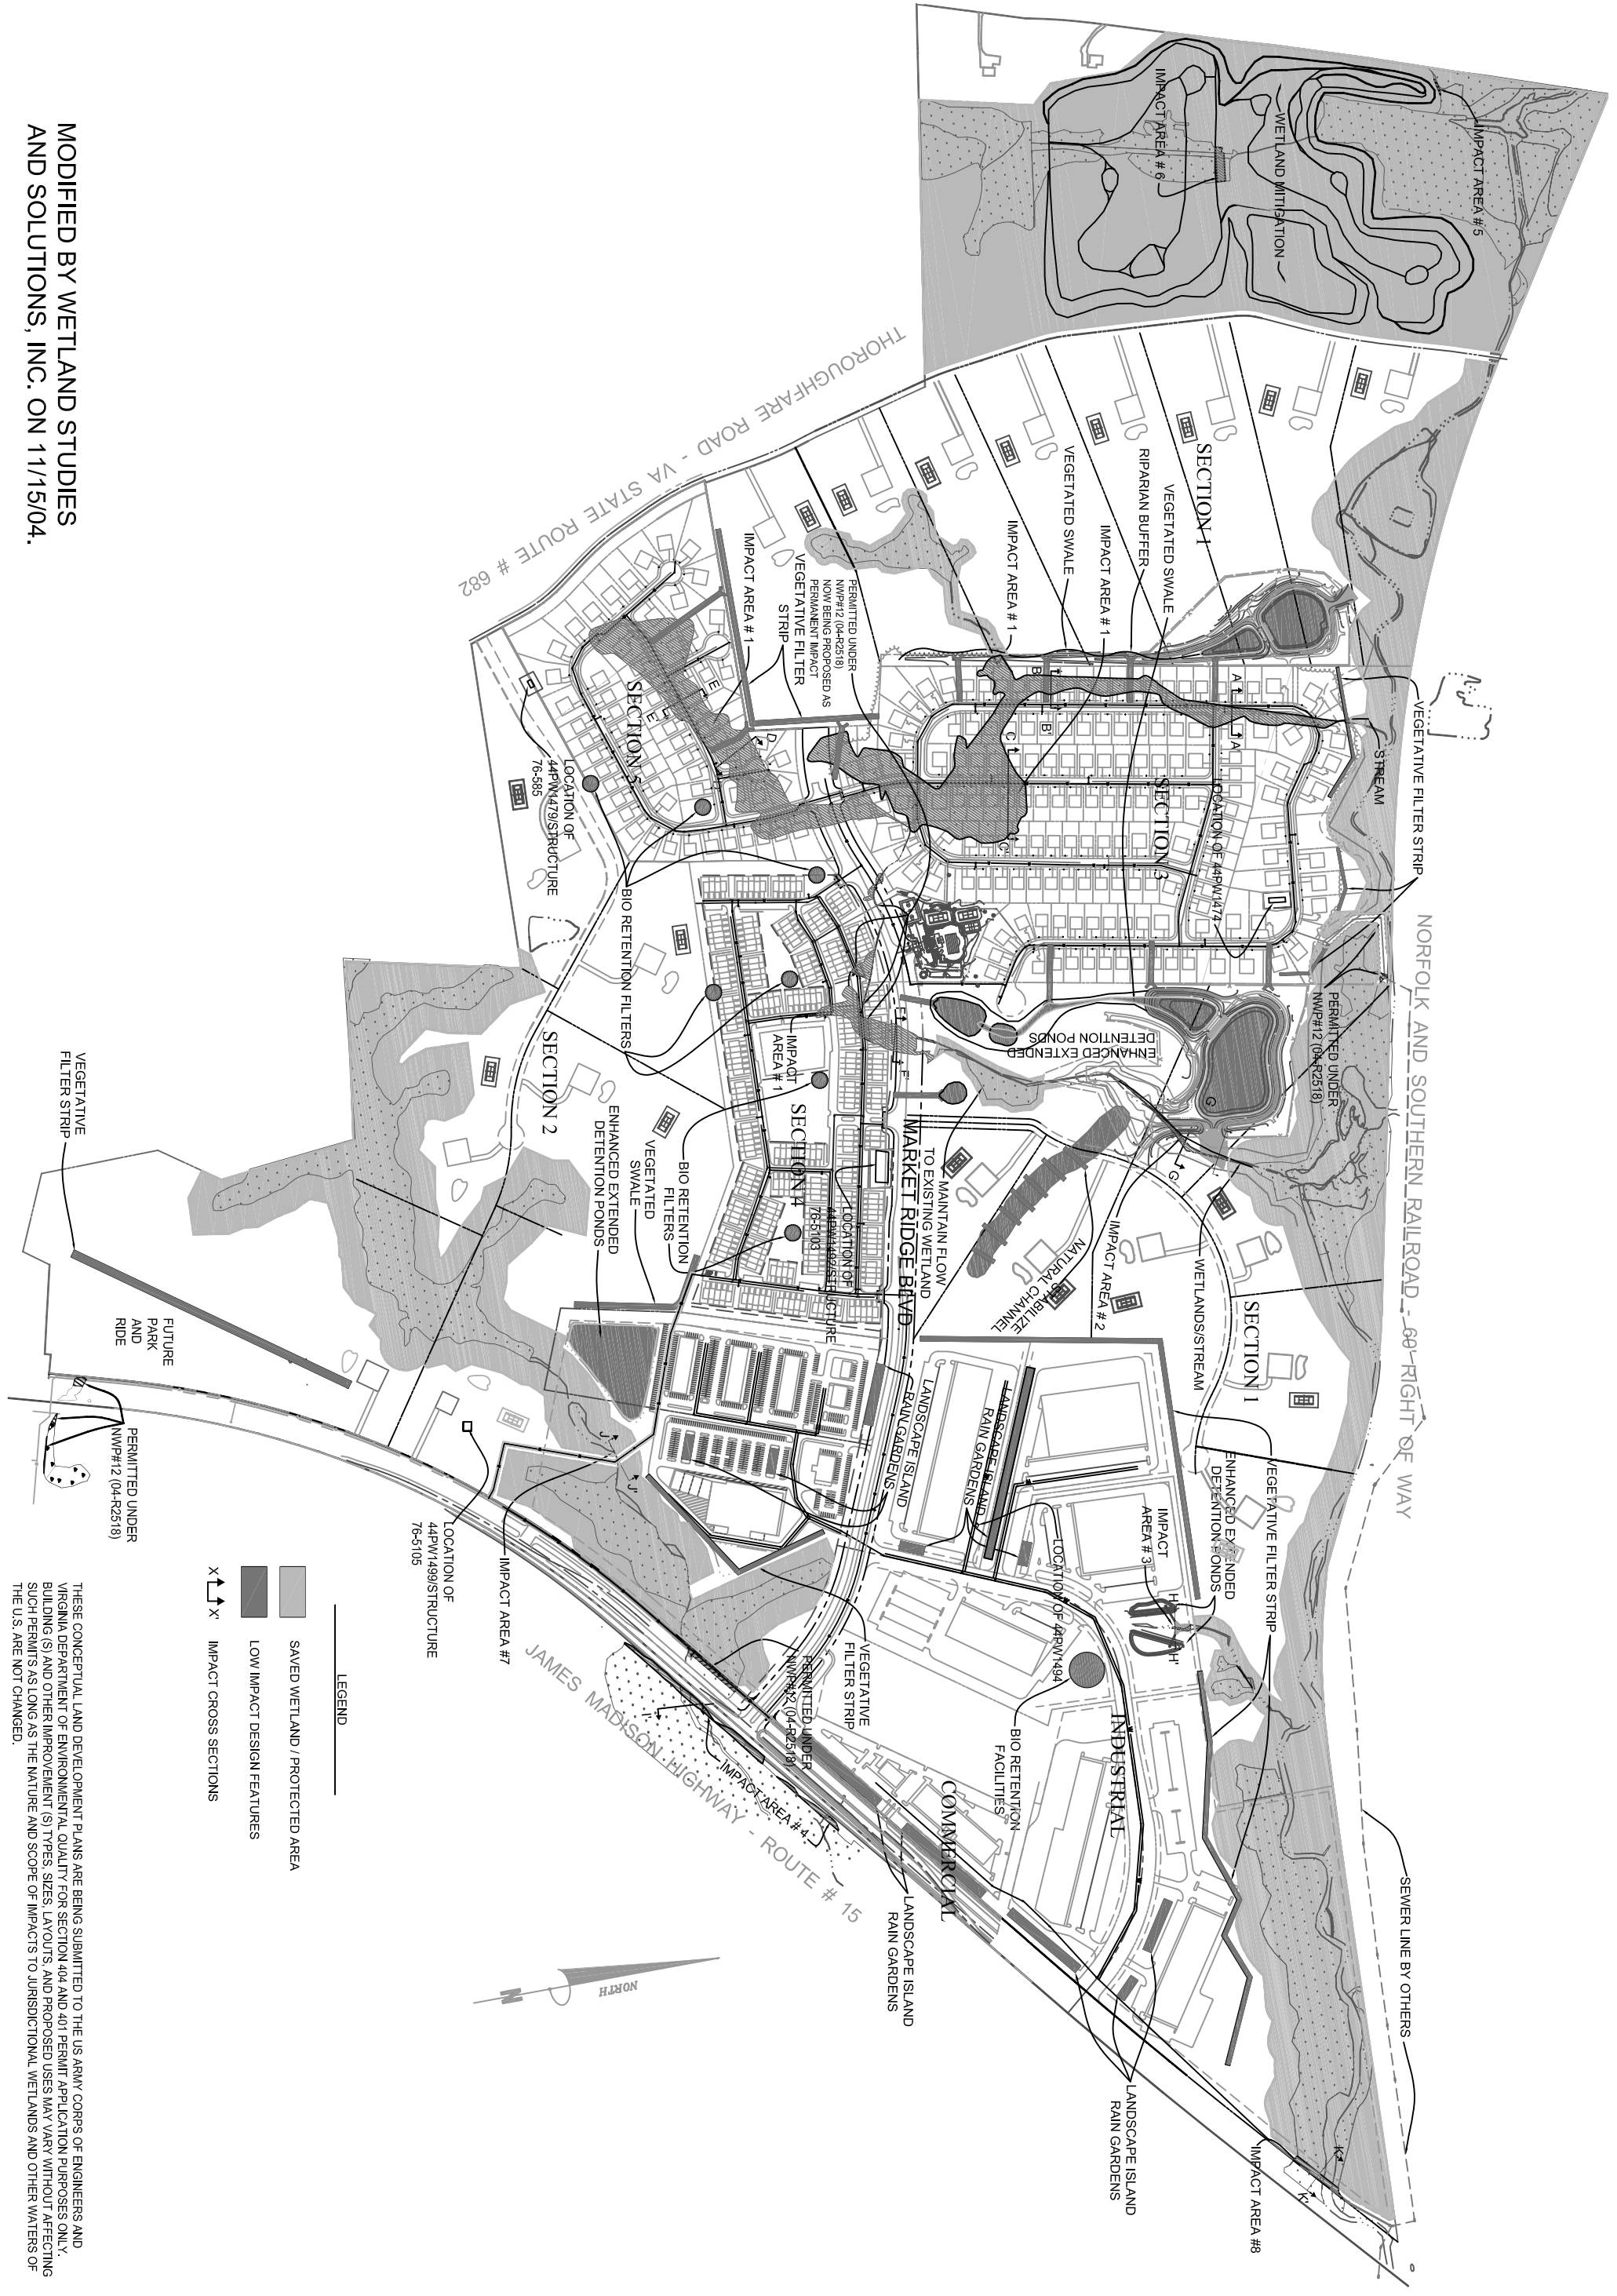 IMPACT AREA # 5
WETLAND MITIGATION
IMPACT AREA # 6
THOROUGHFARE ROAD - VA STATE ROUTE # 682
SECTION 1
VEGETATED SWALE
RIPARIAN BUFFER
IMPACT AREA # 1
VEGETATED SWALE
IMPACT AREA # 1
PERMITTED UNDER
NWP#12 (04-R2518)
NOW BEING PROPOSED AS
PERMANENT IMPACT
VEGETATIVE FILTER
STRIP
IMPACT AREA # 1
VEGETATIVE FILTER STRIP
STREAM
A
A'
B
B'
C
C'
D
E
E'
SECTION 3
LOCATION OF 44PW1474
SECTION 5
LOCATION OF
44PW1479/STRUCTURE
76-585
BIO RETENTION FILTERS
NORFOLK AND SOUTHERN RAILROAD - 60' RIGHT OF WAY
PERMITTED UNDER
NWP#12 (04-R2518)
ENHANCED EXTENDED
DETENTION PONDS
IMPACT
AREA # 1
F
F'
G
G'
SECTION 2
SECTION 4
MARKET RIDGE BLVD.
MAINTAIN FLOW
TO EXISTING WETLAND
ENHANCED EXTENDED
DETENTION PONDS
VEGETATED
SWALE
BIO RETENTION
FILTERS
LOCATION OF
44PW1492/STRUCTURE
76-5103
STABILIZE
NATURAL CHANNEL
IMPACT AREA # 2
WETLANDS/STREAM
SECTION 1
VEGETATIVE
FILTER STRIP
FUTURE
PARK
AND
RIDE
PERMITTED UNDER
NWP#12 (04-R2518)
LANDSCAPE ISLAND
RAIN GARDENS
LANDSCAPE ISLAND
RAIN GARDENS
VEGETATIVE FILTER STRIP
ENHANCED EXTENDED
DETENTION PONDS
IMPACT
AREA # 3
H
H'
J
J'
LOCATION OF 44PW1494
LOCATION OF
44PW1499/STRUCTURE
76-5105
IMPACT AREA #7
VEGETATIVE
FILTER STRIP
PERMITTED UNDER
NWP#12 (04-R2518)
JAMES MADISON HIGHWAY - ROUTE # 15
IMPACT AREA # 4
BIO RETENTION
FACILITIES
INDUSTRIAL
COMMERCIAL
LANDSCAPE ISLAND
RAIN GARDENS
LANDSCAPE ISLAND
RAIN GARDENS
SEWER LINE BY OTHERS
IMPACT AREA #8
K
K'
NORTH
N
LEGEND
SAVED WETLAND / PROTECTED AREA
LOW IMPACT DESIGN FEATURES
X X' IMPACT CROSS SECTIONS
THESE CONCEPTUAL LAND DEVELOPMENT PLANS ARE BEING SUBMITTED TO THE US ARMY CORPS OF ENGINEERS AND
VIRGINIA DEPARTMENT OF ENVIRONMENTAL QUALITY FOR SECTION 404 AND 401 PERMIT APPLICATION PURPOSES ONLY.
BUILDING (S) AND OTHER IMPROVEMENT (S) TYPES, SIZES, LAYOUTS, AND PROPOSED USES MAY VARY WITHOUT AFFECTING
SUCH PERMITS AS LONG AS THE NATURE AND SCOPE OF IMPACTS TO JURISDICTIONAL WETLANDS AND OTHER WATERS OF
THE U.S. ARE NOT CHANGED.
MODIFIED BY WETLAND STUDIES
AND SOLUTIONS, INC. ON 11/15/04.